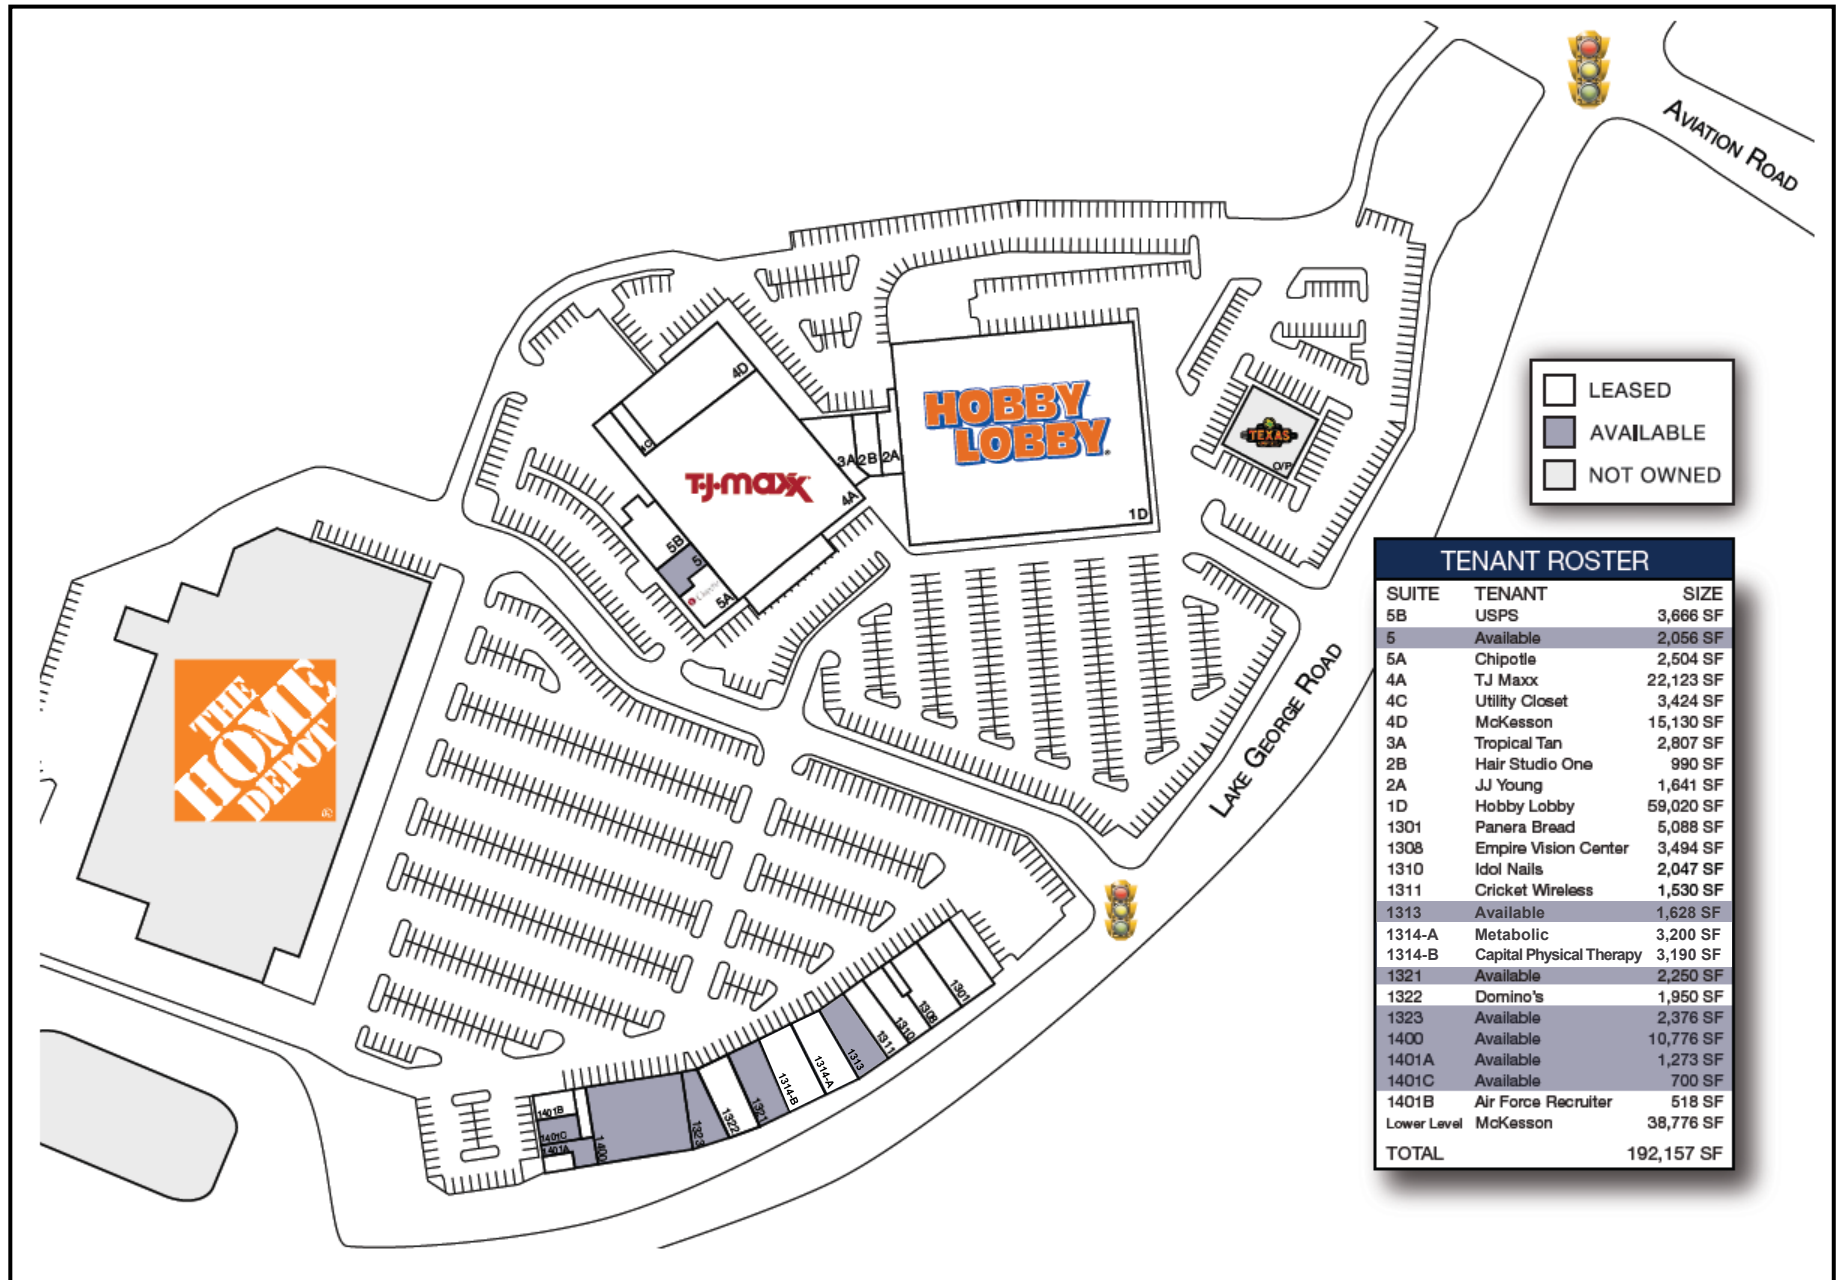 AVIATION ROAD
4D
4C
HOBBY
LOBBY
®
TEXAS
O/P
3A
2B
2A
T·J·maxx
4A
1D
5B
5
5A
LEASED
AVAILABLE
NOT OWNED
THE
HOME
DEPOT
®
LAKE GEORGE ROAD
1301
1308
1310
1311
1313
1314-A
1314-B
1321
1322
1323
1400
1401B
1401C
1401A
TENANT ROSTER
SUITE TENANT SIZE
5B USPS 3,666 SF
5 Available 2,056 SF
5A Chipotle 2,504 SF
4A TJ Maxx 22,123 SF
4C Utility Closet 3,424 SF
4D McKesson 15,130 SF
3A Tropical Tan 2,807 SF
2B Hair Studio One 990 SF
2A JJ Young 1,641 SF
1D Hobby Lobby 59,020 SF
1301 Panera Bread 5,088 SF
1308 Empire Vision Center 3,494 SF
1310 Idol Nails 2,047 SF
1311 Cricket Wireless 1,530 SF
1313 Available 1,628 SF
1314-A Metabolic 3,200 SF
1314-B Capital Physical Therapy 3,190 SF
1321 Available 2,250 SF
1322 Domino's 1,950 SF
1323 Available 2,376 SF
1400 Available 10,776 SF
1401A Available 1,273 SF
1401C Available 700 SF
1401B Air Force Recruiter 518 SF
Lower Level McKesson 38,776 SF
TOTAL 192,157 SF